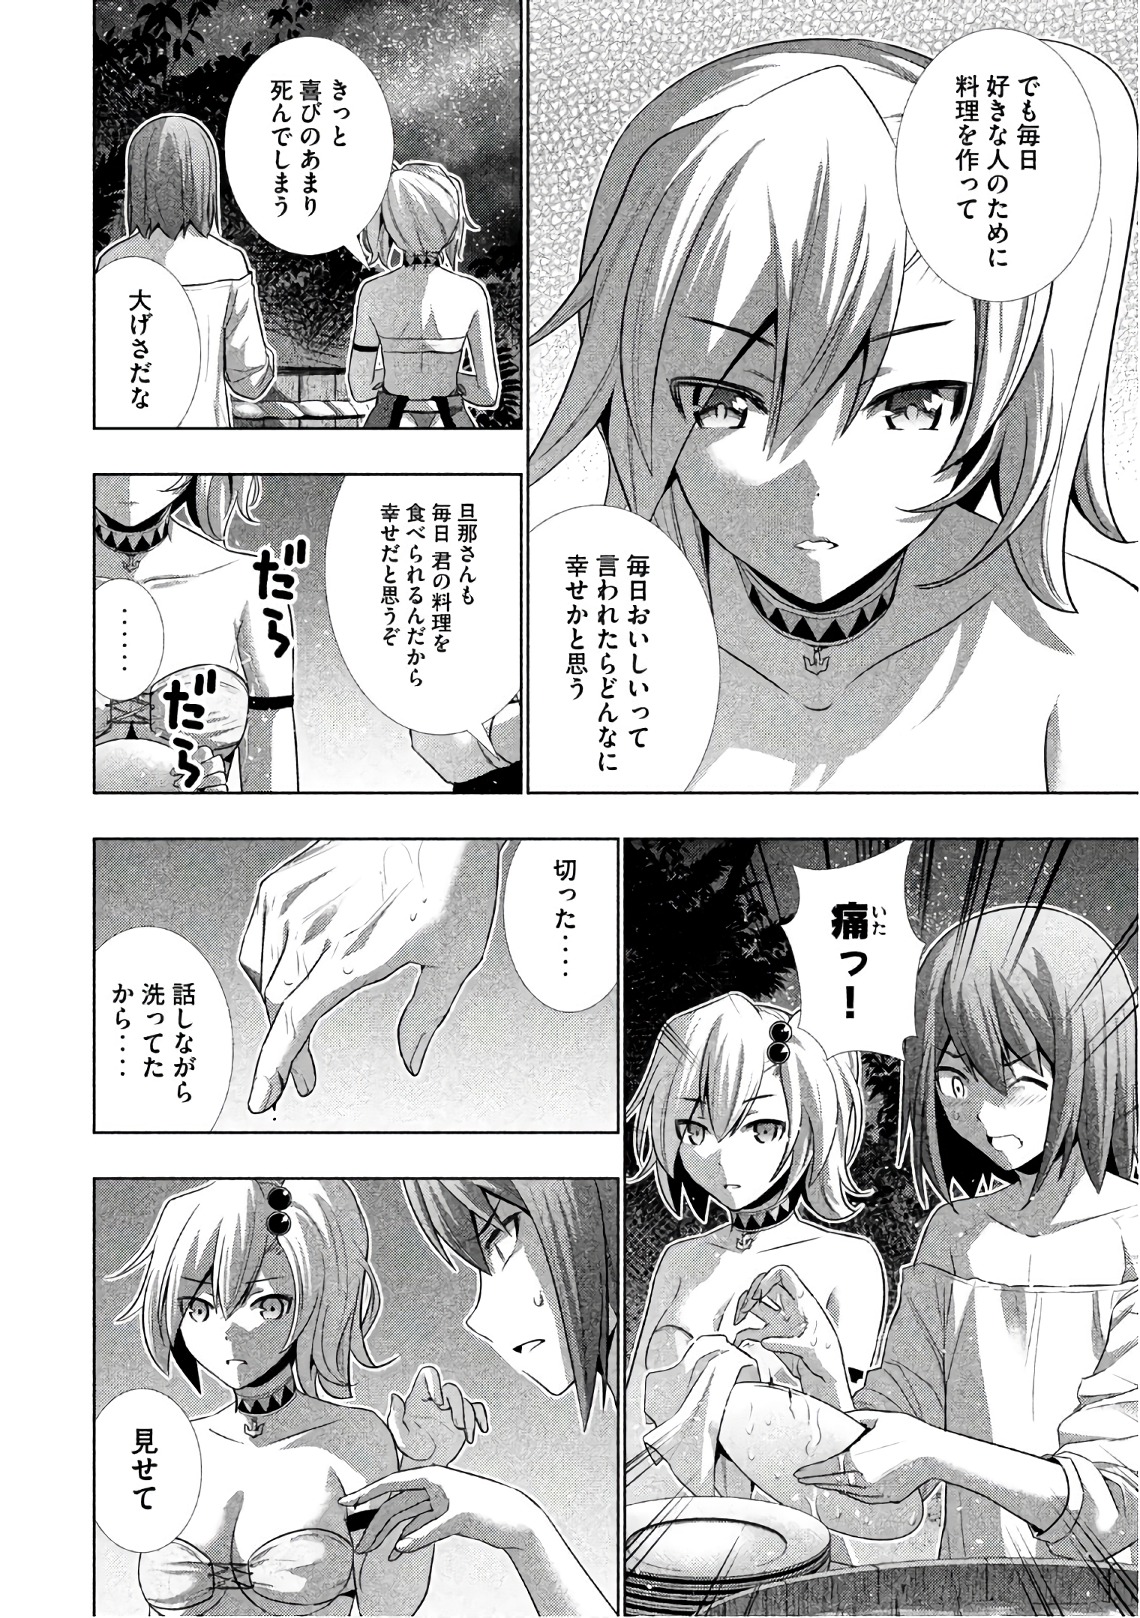 でも毎日
好きな人のために
料理を作って
毎日おいしいって
言われたらどんなに
幸せかと思う
きっと
喜びのあまり
死んでしまう
大げさだな
旦那さんも
毎日 君の料理を
食べられるんだから
幸せだと思うぞ
‥‥‥
だら
だら
痛っ!
いた
切った‥‥
話しながら
洗ってた
から‥‥
見せて